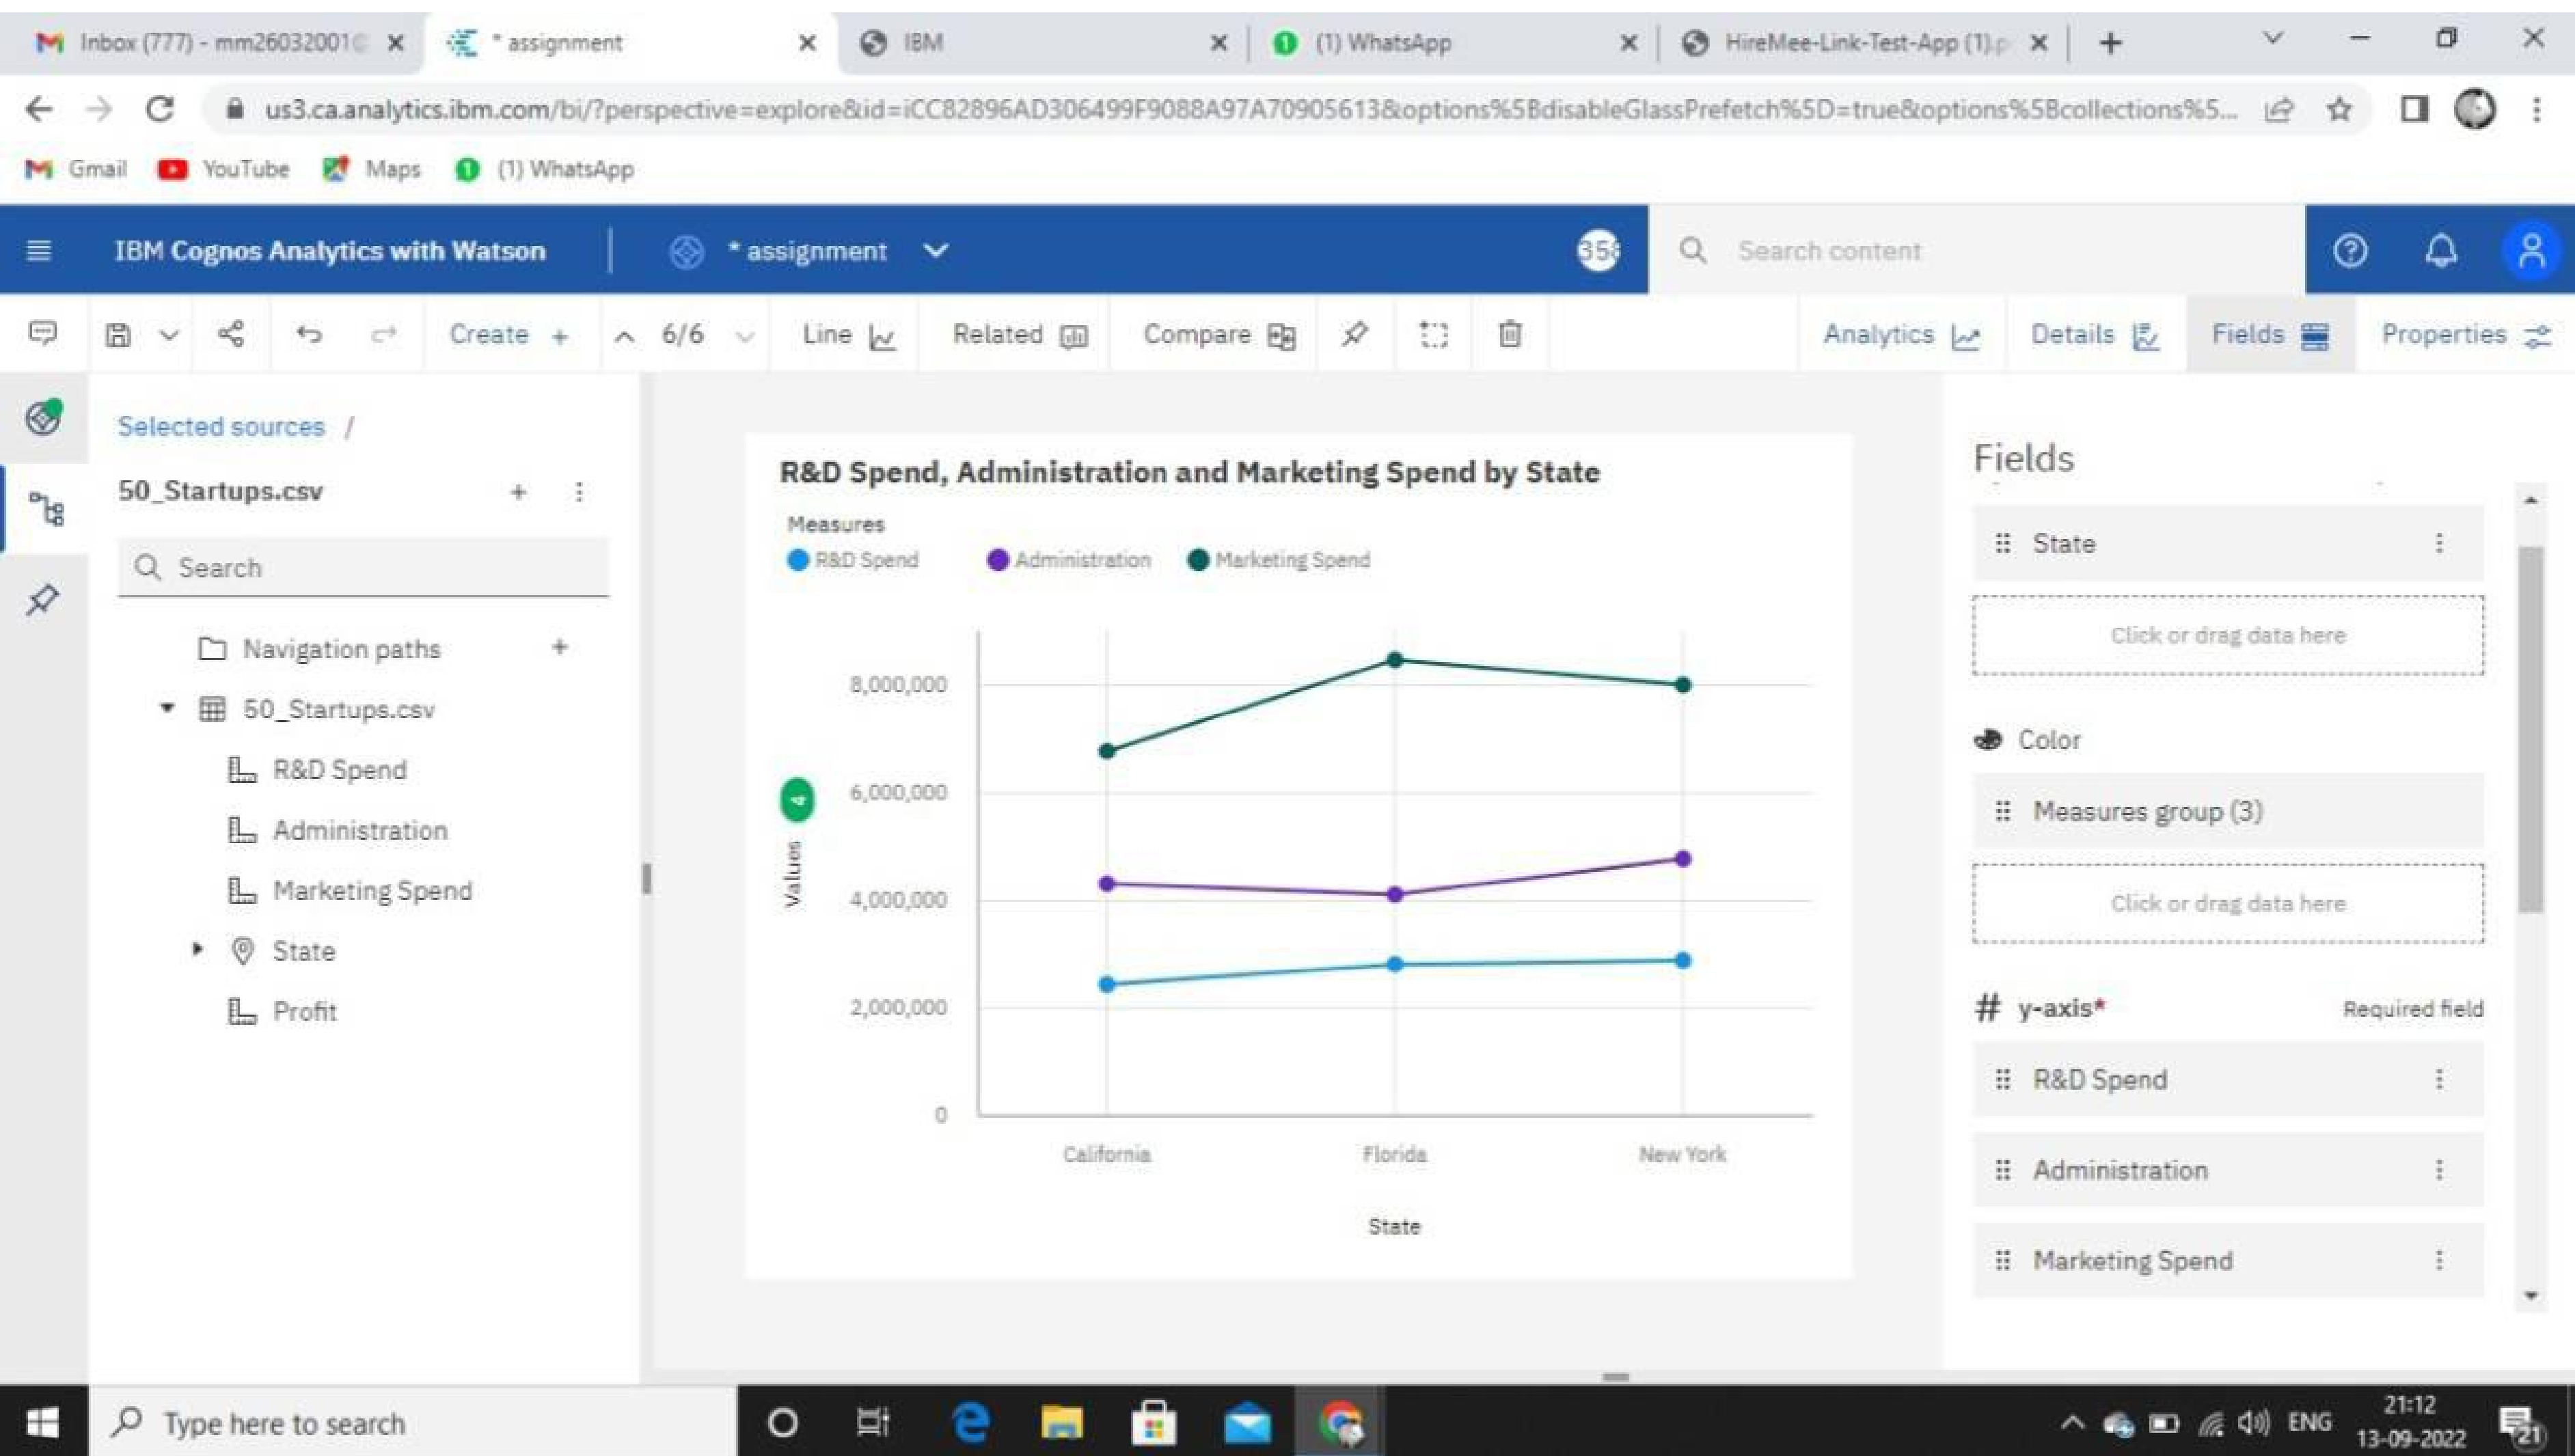 Inbox (777) - mm26032001@
* assignment
IBM
(1) WhatsApp
HireMee-Link-Test-App (1).p
us3.ca.analytics.ibm.com/bi/?perspective=explore&id=iCC82896AD306499F9088A97A70905613&options%5BdisableGlassPrefetch%5D=true&options%5Bcollections%5...
Gmail
YouTube
Maps
(1) WhatsApp
IBM Cognos Analytics with Watson
* assignment
Search content
Create +
6/6
Line
Related
Compare
Analytics
Details
Fields
Properties
Selected sources /
50_Startups.csv
Search
Navigation paths
50_Startups.csv
R&D Spend
Administration
Marketing Spend
State
Profit
R&D Spend, Administration and Marketing Spend by State
Measures
R&D Spend
Administration
Marketing Spend
8,000,000
6,000,000
4,000,000
2,000,000
0
4
Values
California
Florida
New York
State
Fields
State
Click or drag data here
Color
Measures group (3)
Click or drag data here
# y-axis*
Required field
R&D Spend
Administration
Marketing Spend
Type here to search
ENG
21:12
13-09-2022
21